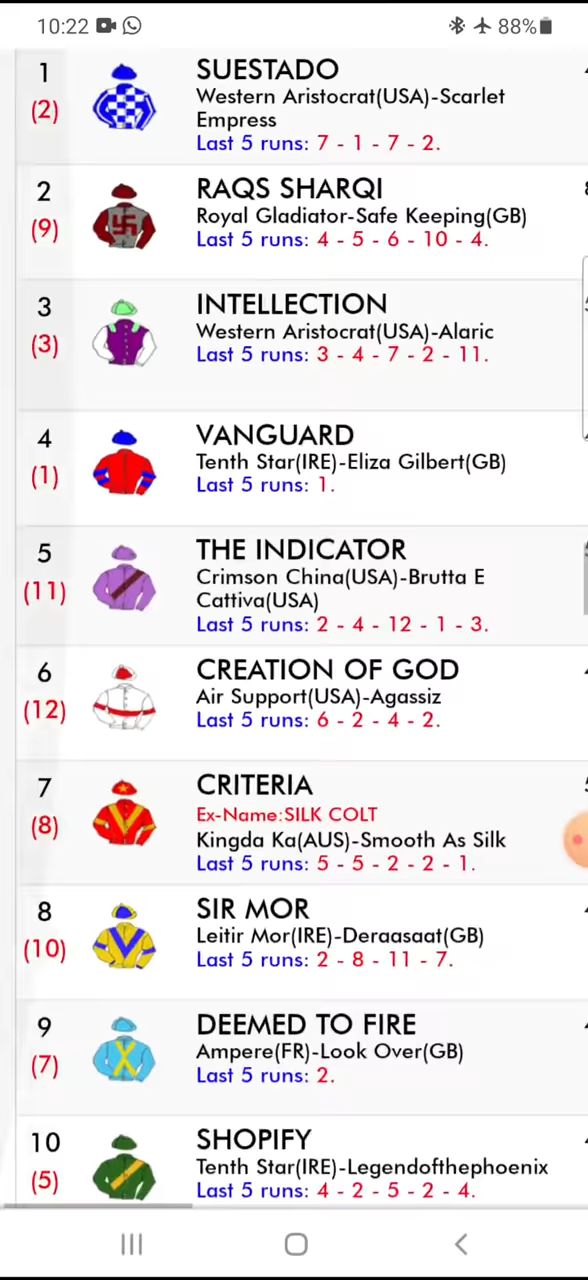 10:22
88%
1
(2)
SUESTADO
Western Aristocrat(USA)-Scarlet
Empress
Last 5 runs: 7 - 1 - 7 - 2.
2
(9)
RAQS SHARQI
Royal Gladiator-Safe Keeping(GB)
Last 5 runs: 4 - 5 - 6 - 10 - 4.
3
(3)
INTELLECTION
Western Aristocrat(USA)-Alaric
Last 5 runs: 3 - 4 - 7 - 2 - 11.
4
(1)
VANGUARD
Tenth Star(IRE)-Eliza Gilbert(GB)
Last 5 runs: 1.
5
(11)
THE INDICATOR
Crimson China(USA)-Brutta E
Cattiva(USA)
Last 5 runs: 2 - 4 - 12 - 1 - 3.
6
(12)
CREATION OF GOD
Air Support(USA)-Agassiz
Last 5 runs: 6 - 2 - 4 - 2.
7
(8)
CRITERIA
Ex-Name:SILK COLT
Kingda Ka(AUS)-Smooth As Silk
Last 5 runs: 5 - 5 - 2 - 2 - 1.
8
(10)
SIR MOR
Leitir Mor(IRE)-Deraasaat(GB)
Last 5 runs: 2 - 8 - 11 - 7.
9
(7)
DEEMED TO FIRE
Ampere(FR)-Look Over(GB)
Last 5 runs: 2.
10
(5)
SHOPIFY
Tenth Star(IRE)-Legendofthephoenix
Last 5 runs: 4 - 2 - 5 - 2 - 4.